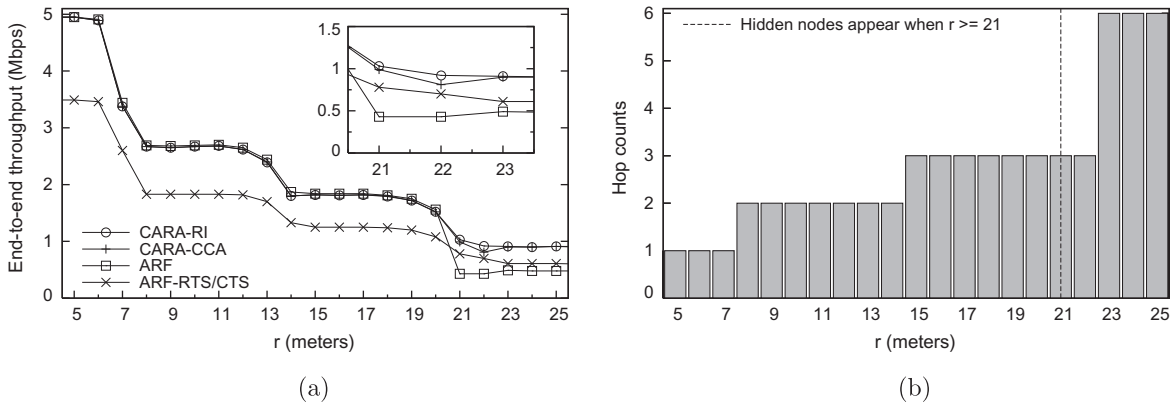 5
4
3
2
1
0
End-to-end throughput (Mbps)
CARA-RI
CARA-CCA
ARF
ARF-RTS/CTS
1.5
1
0.5
0
21 22 23
5 7 9 11 13 15 17 19 21 23 25
r (meters)
(a)
6
5
4
3
2
1
0
Hop counts
Hidden nodes appear when r >= 21
5 7 9 11 13 15 17 19 21 23 25
r (meters)
(b)